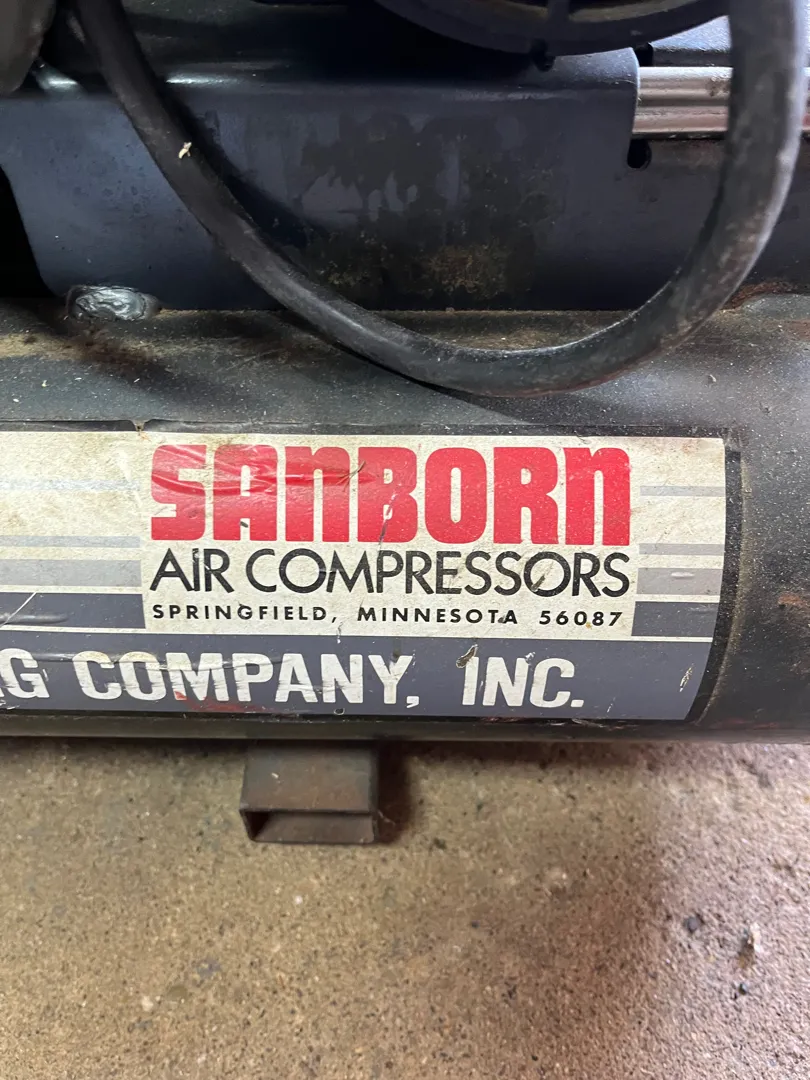 SANBORN
AIR COMPRESSORS
SPRINGFIELD, MINNESOTA 56087
G COMPANY, INC.